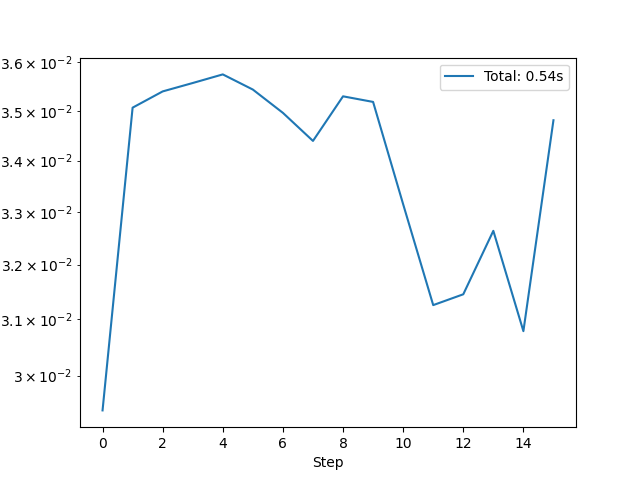 Total: 0.54s
3.6 × 10⁻²
3.5 × 10⁻²
3.4 × 10⁻²
3.3 × 10⁻²
3.2 × 10⁻²
3.1 × 10⁻²
3 × 10⁻²
0 2 4 6 8 10 12 14
Step